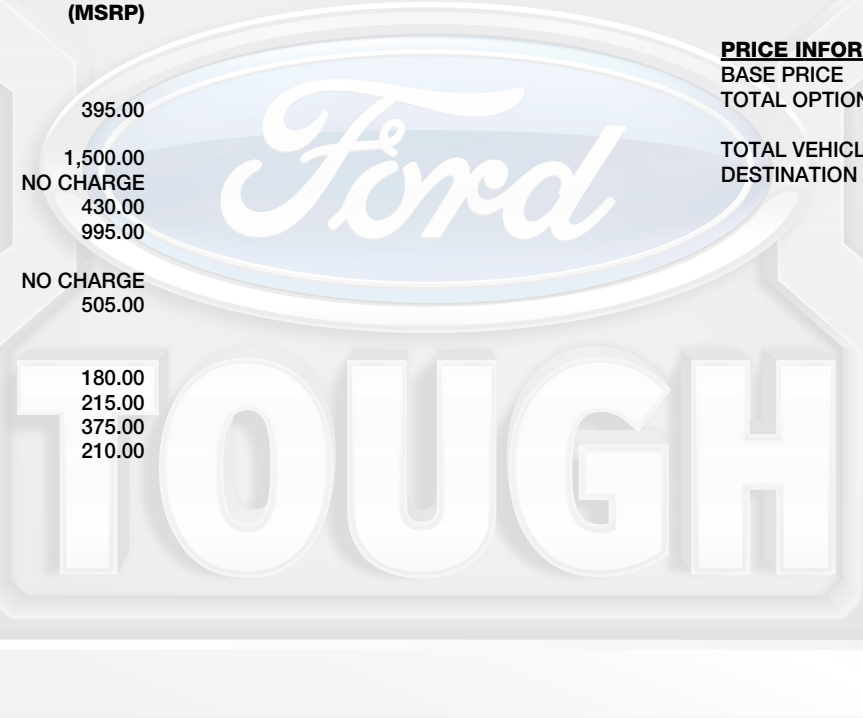 (MSRP)
395.00
1,500.00
NO CHARGE
430.00
995.00
NO CHARGE
505.00
180.00
215.00
375.00
210.00
PRICE INFOR
BASE PRICE
TOTAL OPTION
TOTAL VEHICL
DESTINATION
Ford
TOUGH